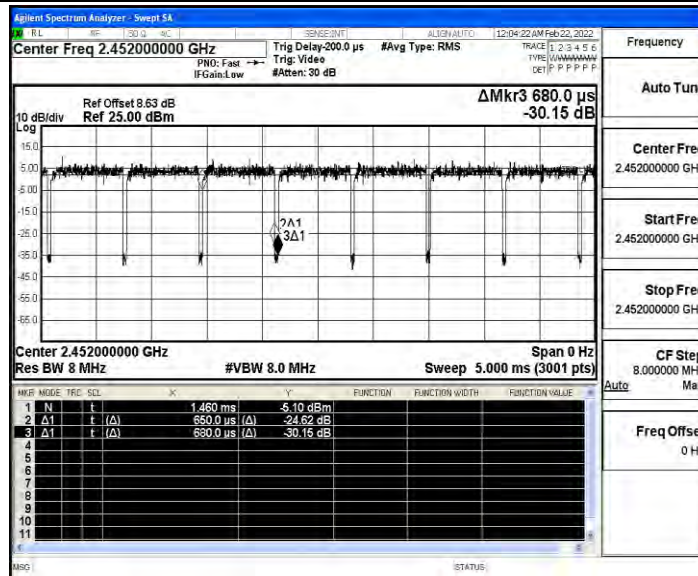 Agilent Spectrum Analyzer - Swept SA
RL RF 50 Ω AC SENSE:INT ALIGN AUTO 12:04:22 AM Feb 22, 2022
Center Freq 2.452000000 GHz
PNO: Fast
IFGain:Low
Trig Delay-200.0 µs
Trig: Video
#Atten: 30 dB
#Avg Type: RMS
TRACE 1 2 3 4 5 6
TYPE
DET P P P P P P
Frequency
Ref Offset 8.63 dB
Ref 25.00 dBm
10 dB/div
Log
ΔMkr3 680.0 µs
-30.15 dB
15.0
5.00
-5.00
-15.0
-25.0
-35.0
-45.0
-55.0
-65.0
2Δ1
3Δ1
Center 2.452000000 GHz
Res BW 8 MHz
#VBW 8.0 MHz
Span 0 Hz
Sweep 5.000 ms (3001 pts)
MKR MODE TRC SCL X Y FUNCTION FUNCTION WIDTH FUNCTION VALUE
1 N t 1.460 ms -5.10 dBm
2 Δ1 t (Δ) 650.0 µs (Δ) -24.62 dB
3 Δ1 t (Δ) 680.0 µs (Δ) -30.15 dB
4
5
6
7
8
9
10
11
MSG
STATUS
Auto Tun
Center Fre
2.452000000 GH
Start Fre
2.452000000 GH
Stop Fre
2.452000000 GH
CF Step
8.000000 MH
Auto Ma
Freq Offse
0 H